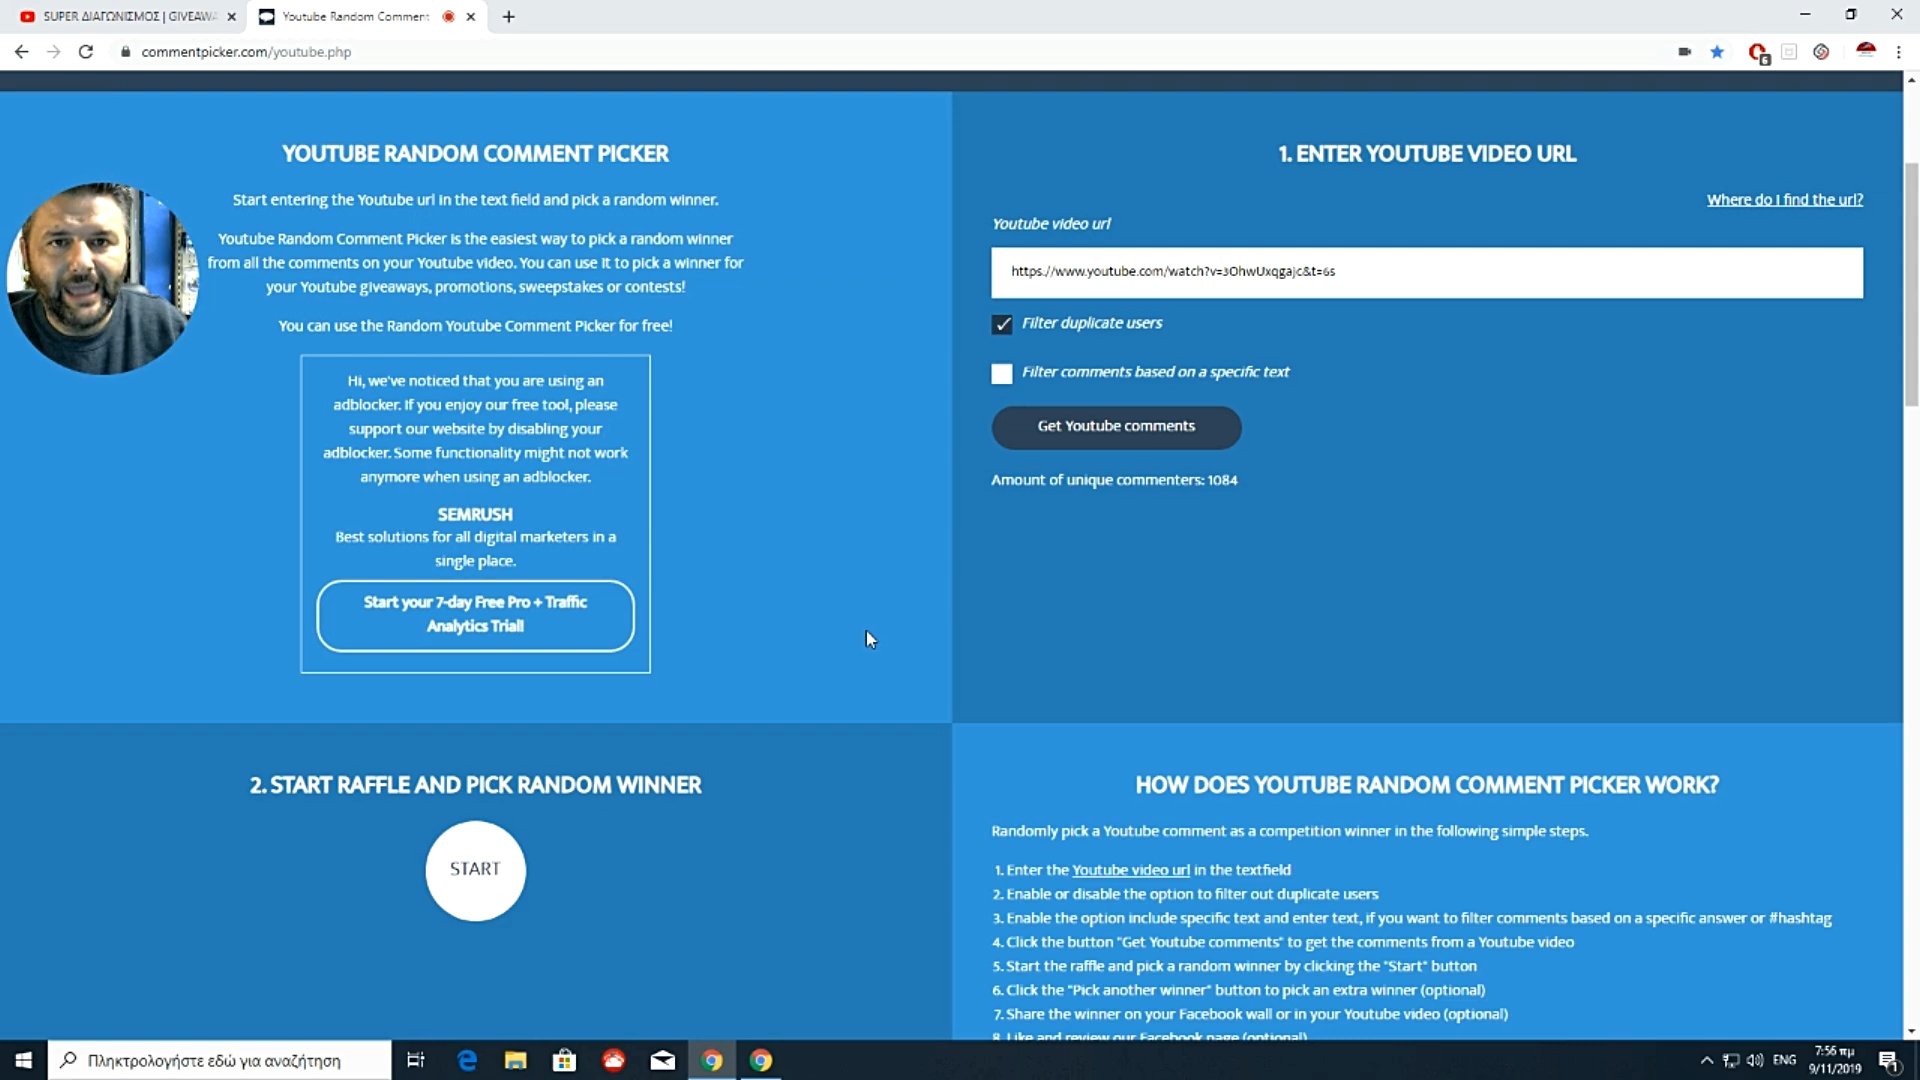 SUPER ΔΙΑΓΩΝΙΣΜΟΣ | GIVEAWA
Youtube Random Comment
commentpicker.com/youtube.php
6
YOUTUBE RANDOM COMMENT PICKER
Start entering the Youtube url in the text field and pick a random winner.
Youtube Random Comment Picker is the easiest way to pick a random winner
from all the comments on your Youtube video. You can use it to pick a winner for
your Youtube giveaways, promotions, sweepstakes or contests!
You can use the Random Youtube Comment Picker for free!
Hi, we've noticed that you are using an
adblocker. If you enjoy our free tool, please
support our website by disabling your
adblocker. Some functionality might not work
anymore when using an adblocker.
SEMRUSH
Best solutions for all digital marketers in a
single place.
Start your 7-day Free Pro + Traffic
Analytics Trial!
1. ENTER YOUTUBE VIDEO URL
Where do I find the url?
Youtube video url
https://www.youtube.com/watch?v=3OhwUxqgajc&t=6s
Filter duplicate users
Filter comments based on a specific text
Get Youtube comments
Amount of unique commenters: 1084
2. START RAFFLE AND PICK RANDOM WINNER
START
HOW DOES YOUTUBE RANDOM COMMENT PICKER WORK?
Randomly pick a Youtube comment as a competition winner in the following simple steps.
1. Enter the Youtube video url in the textfield
2. Enable or disable the option to filter out duplicate users
3. Enable the option include specific text and enter text, if you want to filter comments based on a specific answer or #hashtag
4. Click the button "Get Youtube comments" to get the comments from a Youtube video
5. Start the raffle and pick a random winner by clicking the "Start" button
6. Click the "Pick another winner" button to pick an extra winner (optional)
7. Share the winner on your Facebook wall or in your Youtube video (optional)
8. Like and review our Facebook page (optional)
Πληκτρολογήστε εδώ για αναζήτηση
ENG
7:56 πμ
9/11/2019
1